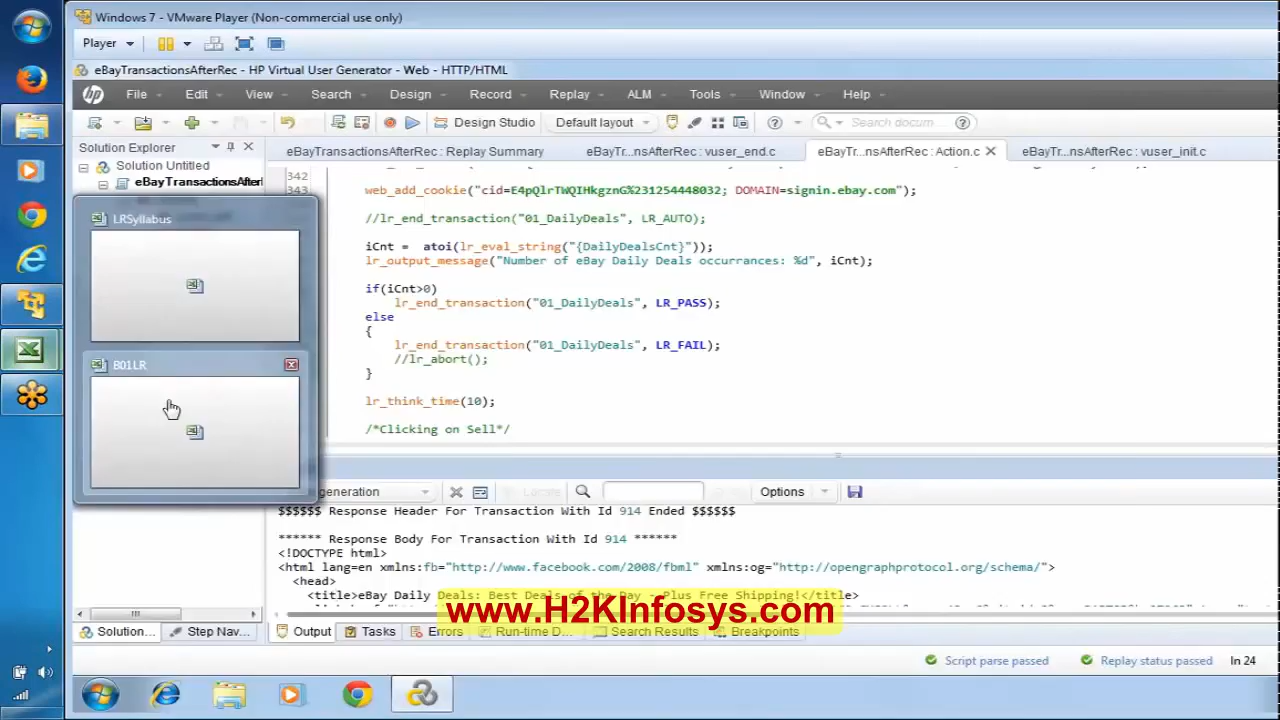 Windows 7 - VMware Player (Non-commercial use only)
Player
eBayTransactionsAfterRec - HP Virtual User Generator - Web - HTTP/HTML
hp File Edit View Search Design Record Replay ALM Tools Window Help
Design Studio Default layout Search docum
Solution Explorer
eBayTransactionsAfterRec : Replay Summary eBayTr...nsAfterRec : vuser_end.c eBayTr...nsAfterRec : Action.c eBayTr...nsAfterRec : vuser_init.c
Solution Untitled
eBayTransactionsAfterl
342
343 web_add_cookie("cid=E4pQlrTWQIHkgznG%231254448032; DOMAIN=signin.ebay.com");
//lr_end_transaction("01_DailyDeals", LR_AUTO);
iCnt = atoi(lr_eval_string("{DailyDealsCnt}"));
lr_output_message("Number of eBay Daily Deals occurrances: %d", iCnt);
if(iCnt>0)
lr_end_transaction("01_DailyDeals", LR_PASS);
else
{
lr_end_transaction("01_DailyDeals", LR_FAIL);
//lr_abort();
}
lr_think_time(10);
/*Clicking on Sell*/
LRSyllabus
B01LR
generation Locate Options
$$$$$$ Response Header For Transaction With Id 914 Ended $$$$$$
****** Response Body For Transaction With Id 914 ******
<!DOCTYPE html>
<html lang=en xmlns:fb="http://www.facebook.com/2008/fbml" xmlns:og="http://opengraphprotocol.org/schema/">
<head>
<title>eBay Daily Deals: Best Deals of the Day - Plus Free Shipping!</title>
www.H2KInfosys.com
Solution... Step Nav... Output Tasks Errors Run-time D... Search Results Breakpoints
Script parse passed Replay status passed ln 24